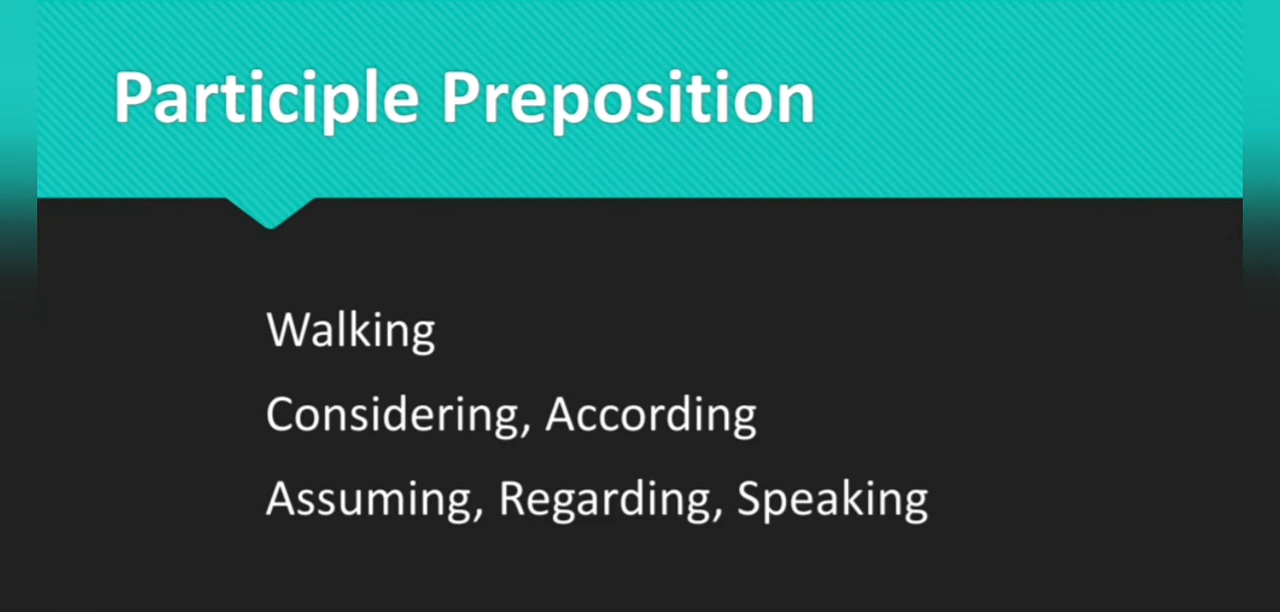 Participle Preposition
Walking
Considering, According
Assuming, Regarding, Speaking